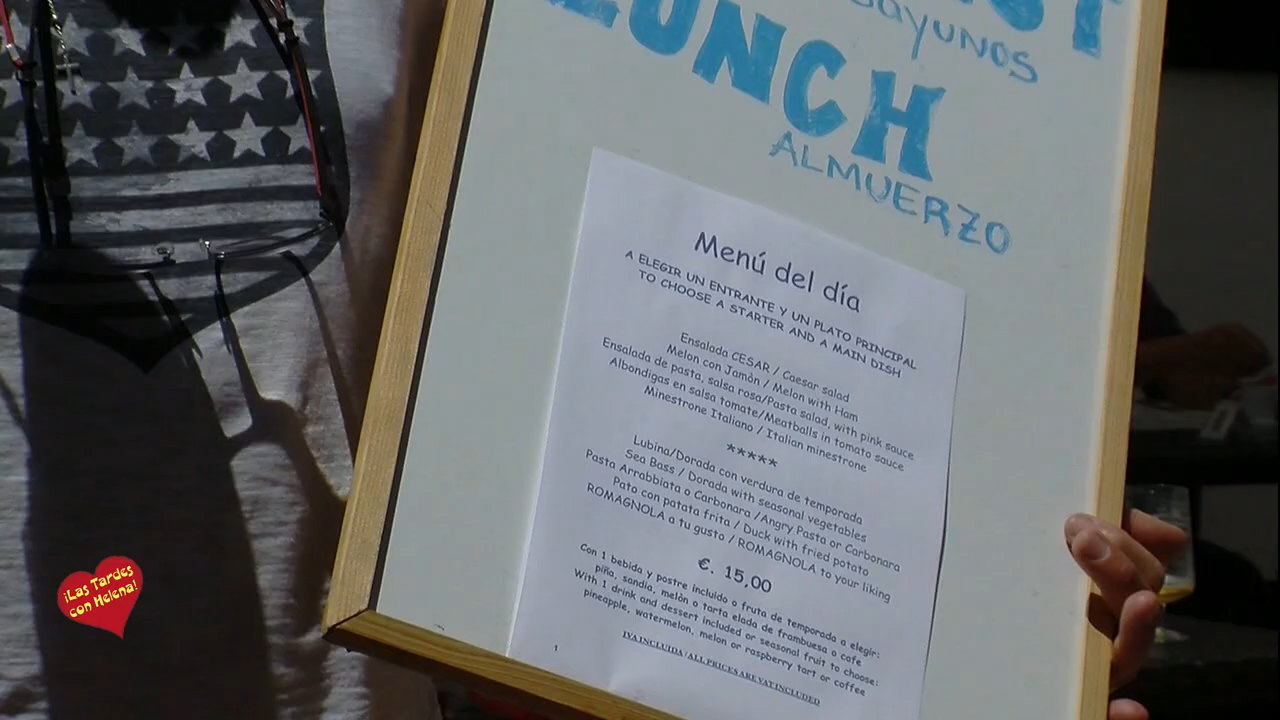 LUNCH
ALMUERZO
Menú del día
A ELEGIR UN ENTRANTE Y UN PLATO PRINCIPAL
TO CHOOSE A STARTER AND A MAIN DISH
Ensalada CESAR / Caesar salad
Melon con Jamòn / Melon with Ham
Ensalada de pasta, salsa rosa/Pasta salad, with pink sauce
Albondigas en salsa tomate/Meatballs in tomato sauce
Minestrone Italiano / Italian minestrone
*****
Lubina/Dorada con verdura de temporada
Sea Bass / Dorada with seasonal vegetables
Pasta Arrabbiata o Carbonara / Angry Pasta or Carbonara
Pato con patata frita / Duck with fried potato
ROMAGNOLA a tu gusto / ROMAGNOLA to your liking
€. 15,00
Con 1 bebida y postre incluido o fruta de temporada a elegir:
piña, sandia, melòn o tarta elada de frambuesa o cafe
With 1 drink and dessert included or seasonal fruit to choose:
pineapple, watermelon, melon or raspberry tart or coffee
IVA INCLUIDA / ALL PRICES ARE VAT INCLUDED
1
¡Las Tardes
con Helena!